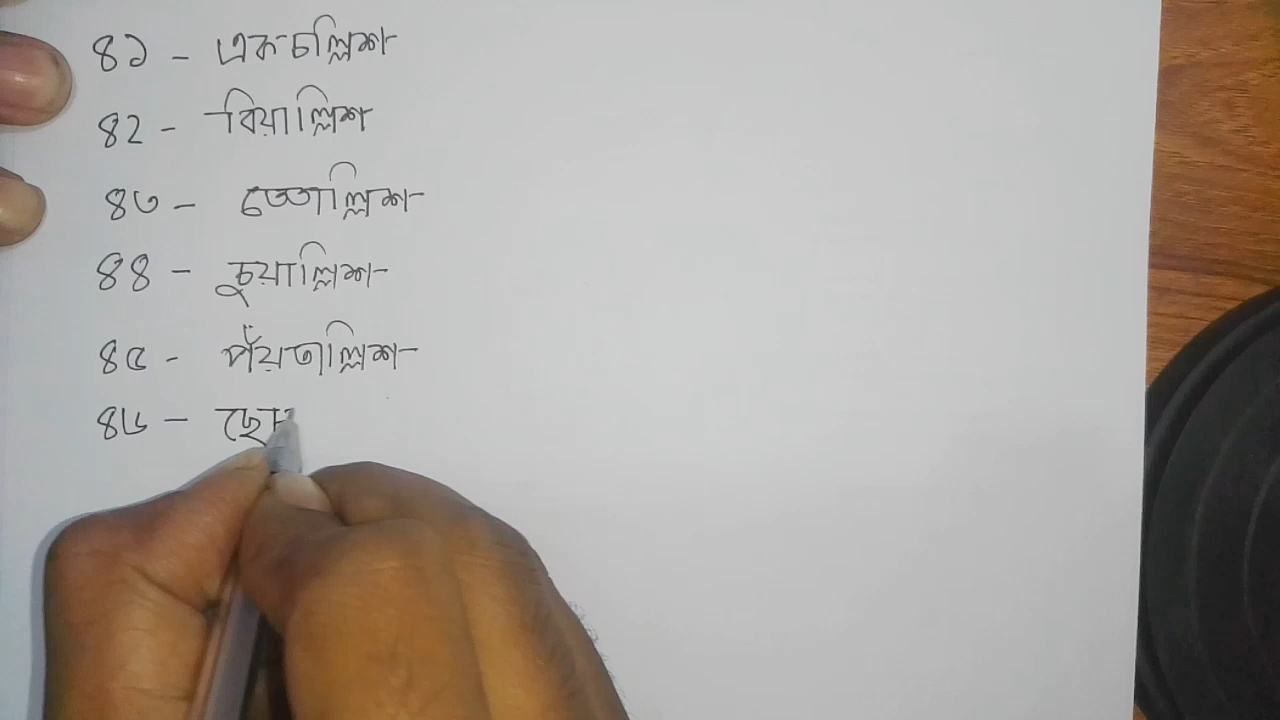 ৪১ - একচল্লিশ
৪২ - বিয়াল্লিশ
৪৩ - তেতাল্লিশ
৪৪ - চুয়াল্লিশ
৪৫ - পঁয়তাল্লিশ
৪৬ -